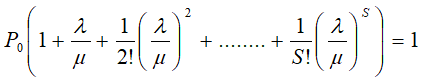 P₀(1 + λ/μ + 1/2! (λ/μ)² + ........ + 1/S! (λ/μ)ˢ) = 1